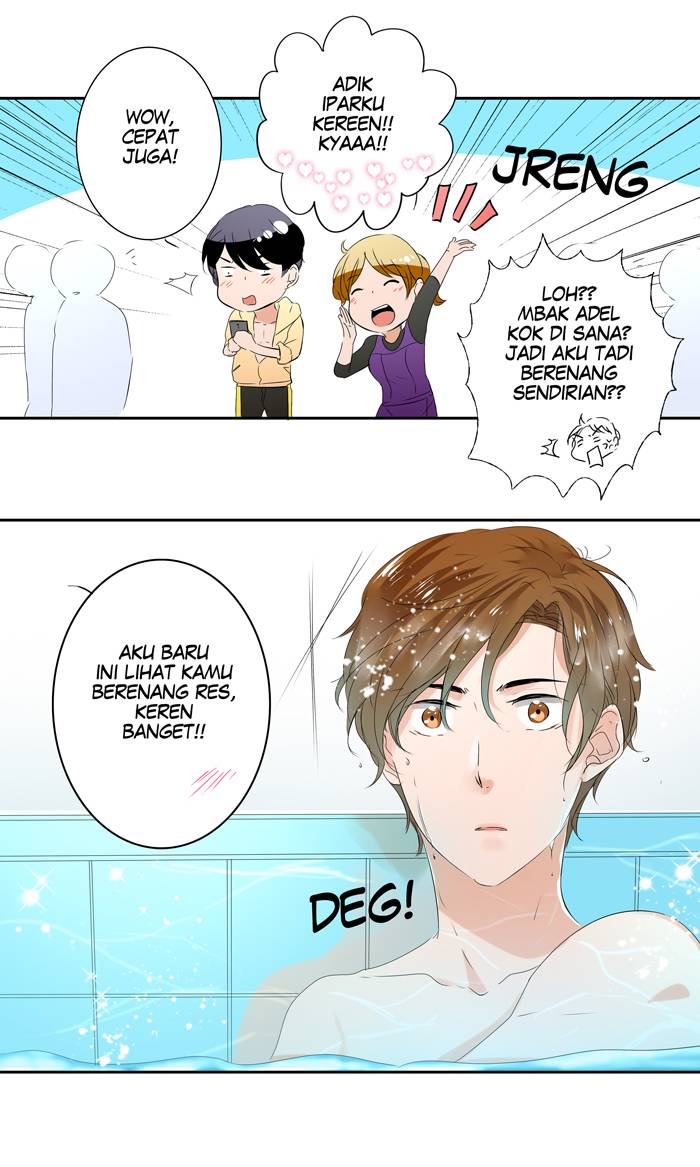 WOW,
CEPAT
JUGA!
ADIK
IPARKU
KEREEN!!
KYAAA!!
JRENG
LOH??
MBAK ADEL
KOK DI SANA?
JADI AKU TADI
BERENANG
SENDIRIAN??
AKU BARU
INI LIHAT KAMU
BERENANG RES,
KEREN
BANGET!!
DEG!